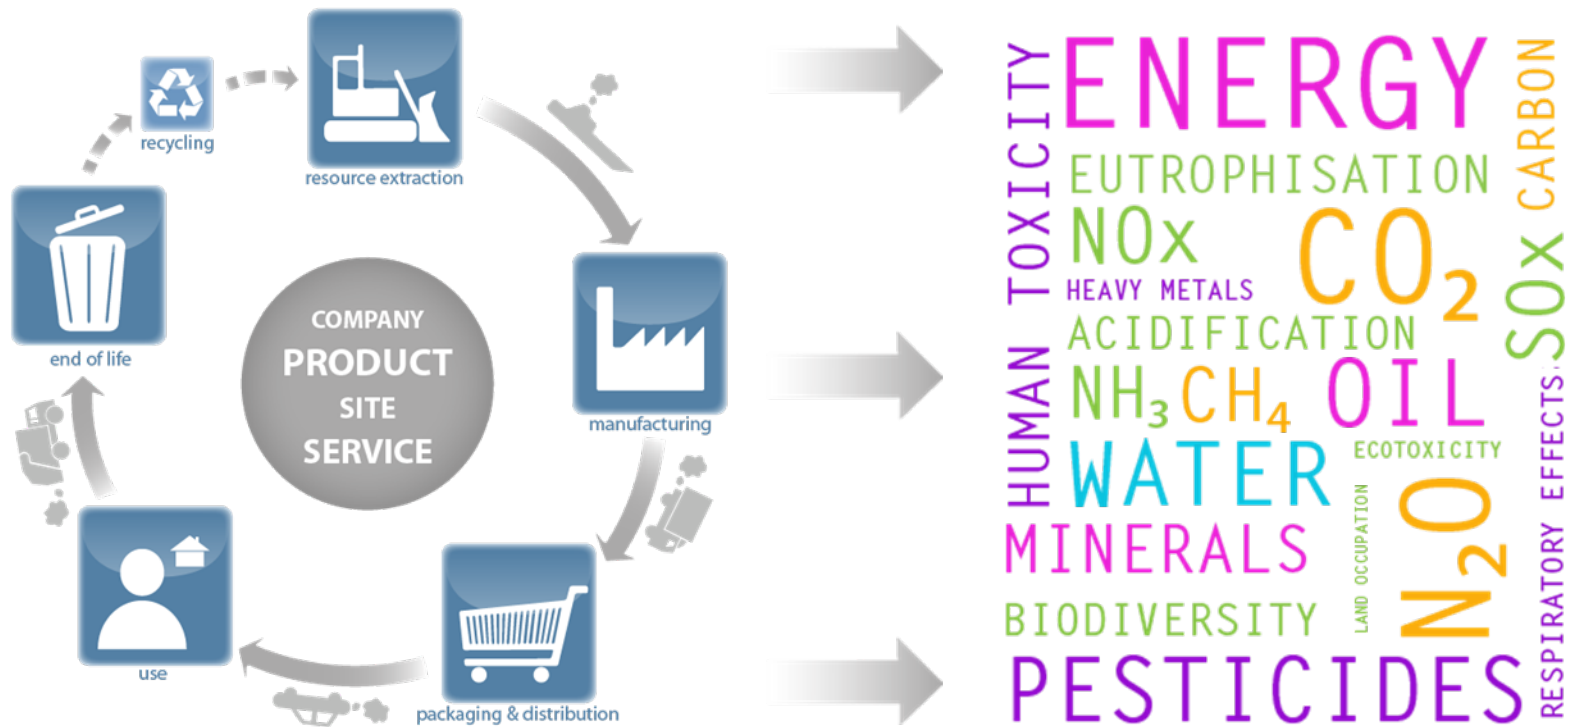 recycling
resource extraction
end of life
COMPANY
PRODUCT
SITE
SERVICE
manufacturing
use
packaging & distribution
HUMAN TOXICITY
ENERGY
CARBON
EUTROPHISATION
NOx
CO₂
SOx
HEAVY METALS
ACIDIFICATION
NH₃
CH₄
OIL
WATER
ECOTOXICITY
RESPIRATORY EFFECTS
MINERALS
LAND OCCUPATION
N₂O
BIODIVERSITY
PESTICIDES